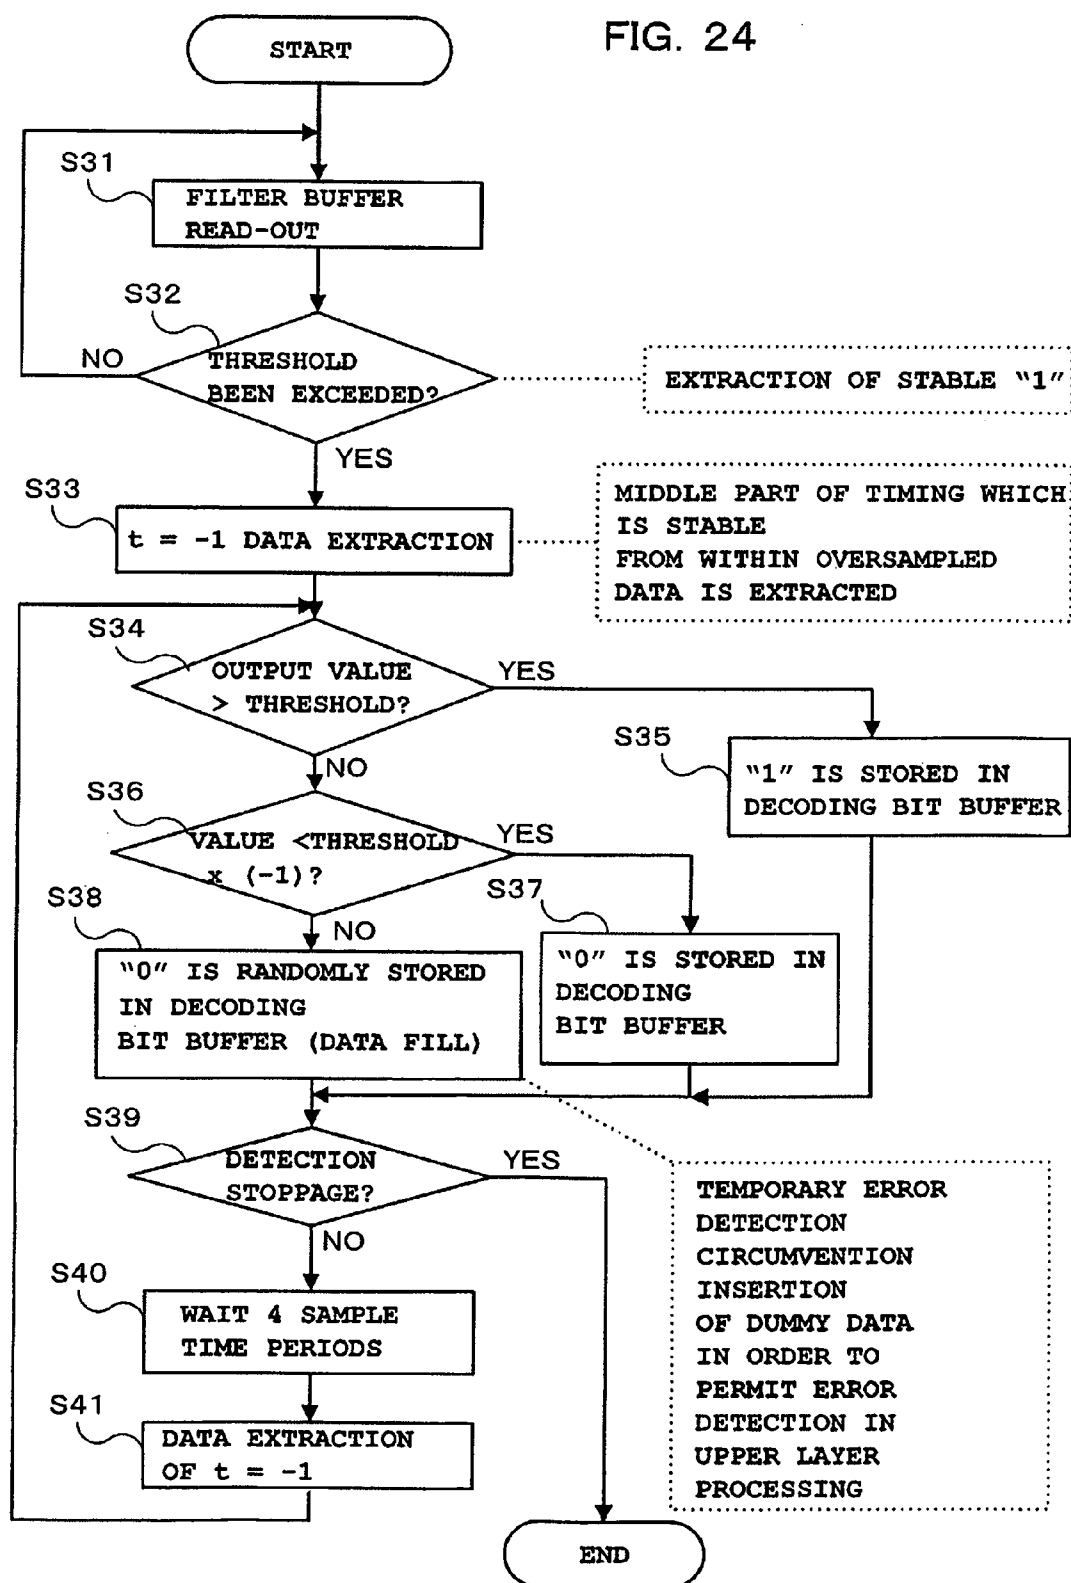 FIG. 24
START
S31
FILTER BUFFER
READ-OUT
S32
THRESHOLD
BEEN EXCEEDED?
NO
YES
EXTRACTION OF STABLE "1"
S33
t = -1 DATA EXTRACTION
MIDDLE PART OF TIMING WHICH
IS STABLE
FROM WITHIN OVERSAMPLED
DATA IS EXTRACTED
S34
OUTPUT VALUE
> THRESHOLD?
YES
NO
S35
"1" IS STORED IN
DECODING BIT BUFFER
S36
VALUE <THRESHOLD
x (-1)?
YES
NO
S37
"0" IS STORED IN
DECODING
BIT BUFFER
S38
"0" IS RANDOMLY STORED
IN DECODING
BIT BUFFER (DATA FILL)
S39
DETECTION
STOPPAGE?
YES
NO
TEMPORARY ERROR
DETECTION
CIRCUMVENTION
INSERTION
OF DUMMY DATA
IN ORDER TO
PERMIT ERROR
DETECTION IN
UPPER LAYER
PROCESSING
S40
WAIT 4 SAMPLE
TIME PERIODS
S41
DATA EXTRACTION
OF t = -1
END